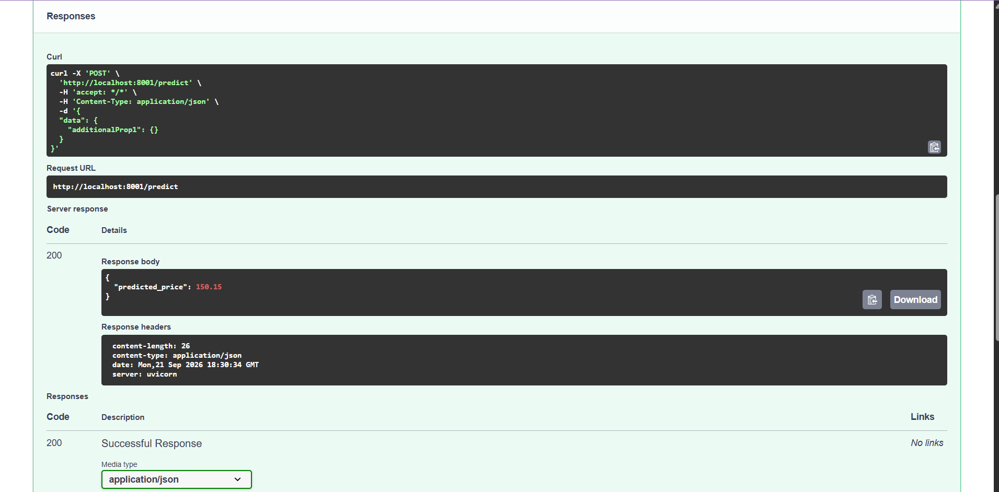 Responses
Curl
curl -X 'POST' \
  'http://localhost:8001/predict' \
  -H 'accept: */*' \
  -H 'Content-Type: application/json' \
  -d '{
  "data": {
    "additionalProp1": {}
  }
}'
Request URL
http://localhost:8001/predict
Server response
Code Details
200
Response body
{
  "predicted_price": 150.15
}
Download
Response headers
content-length: 26
content-type: application/json
date: Mon,21 Sep 2026 18:30:34 GMT
server: uvicorn
Responses
Code Description Links
200 Successful Response No links
Media type
application/json